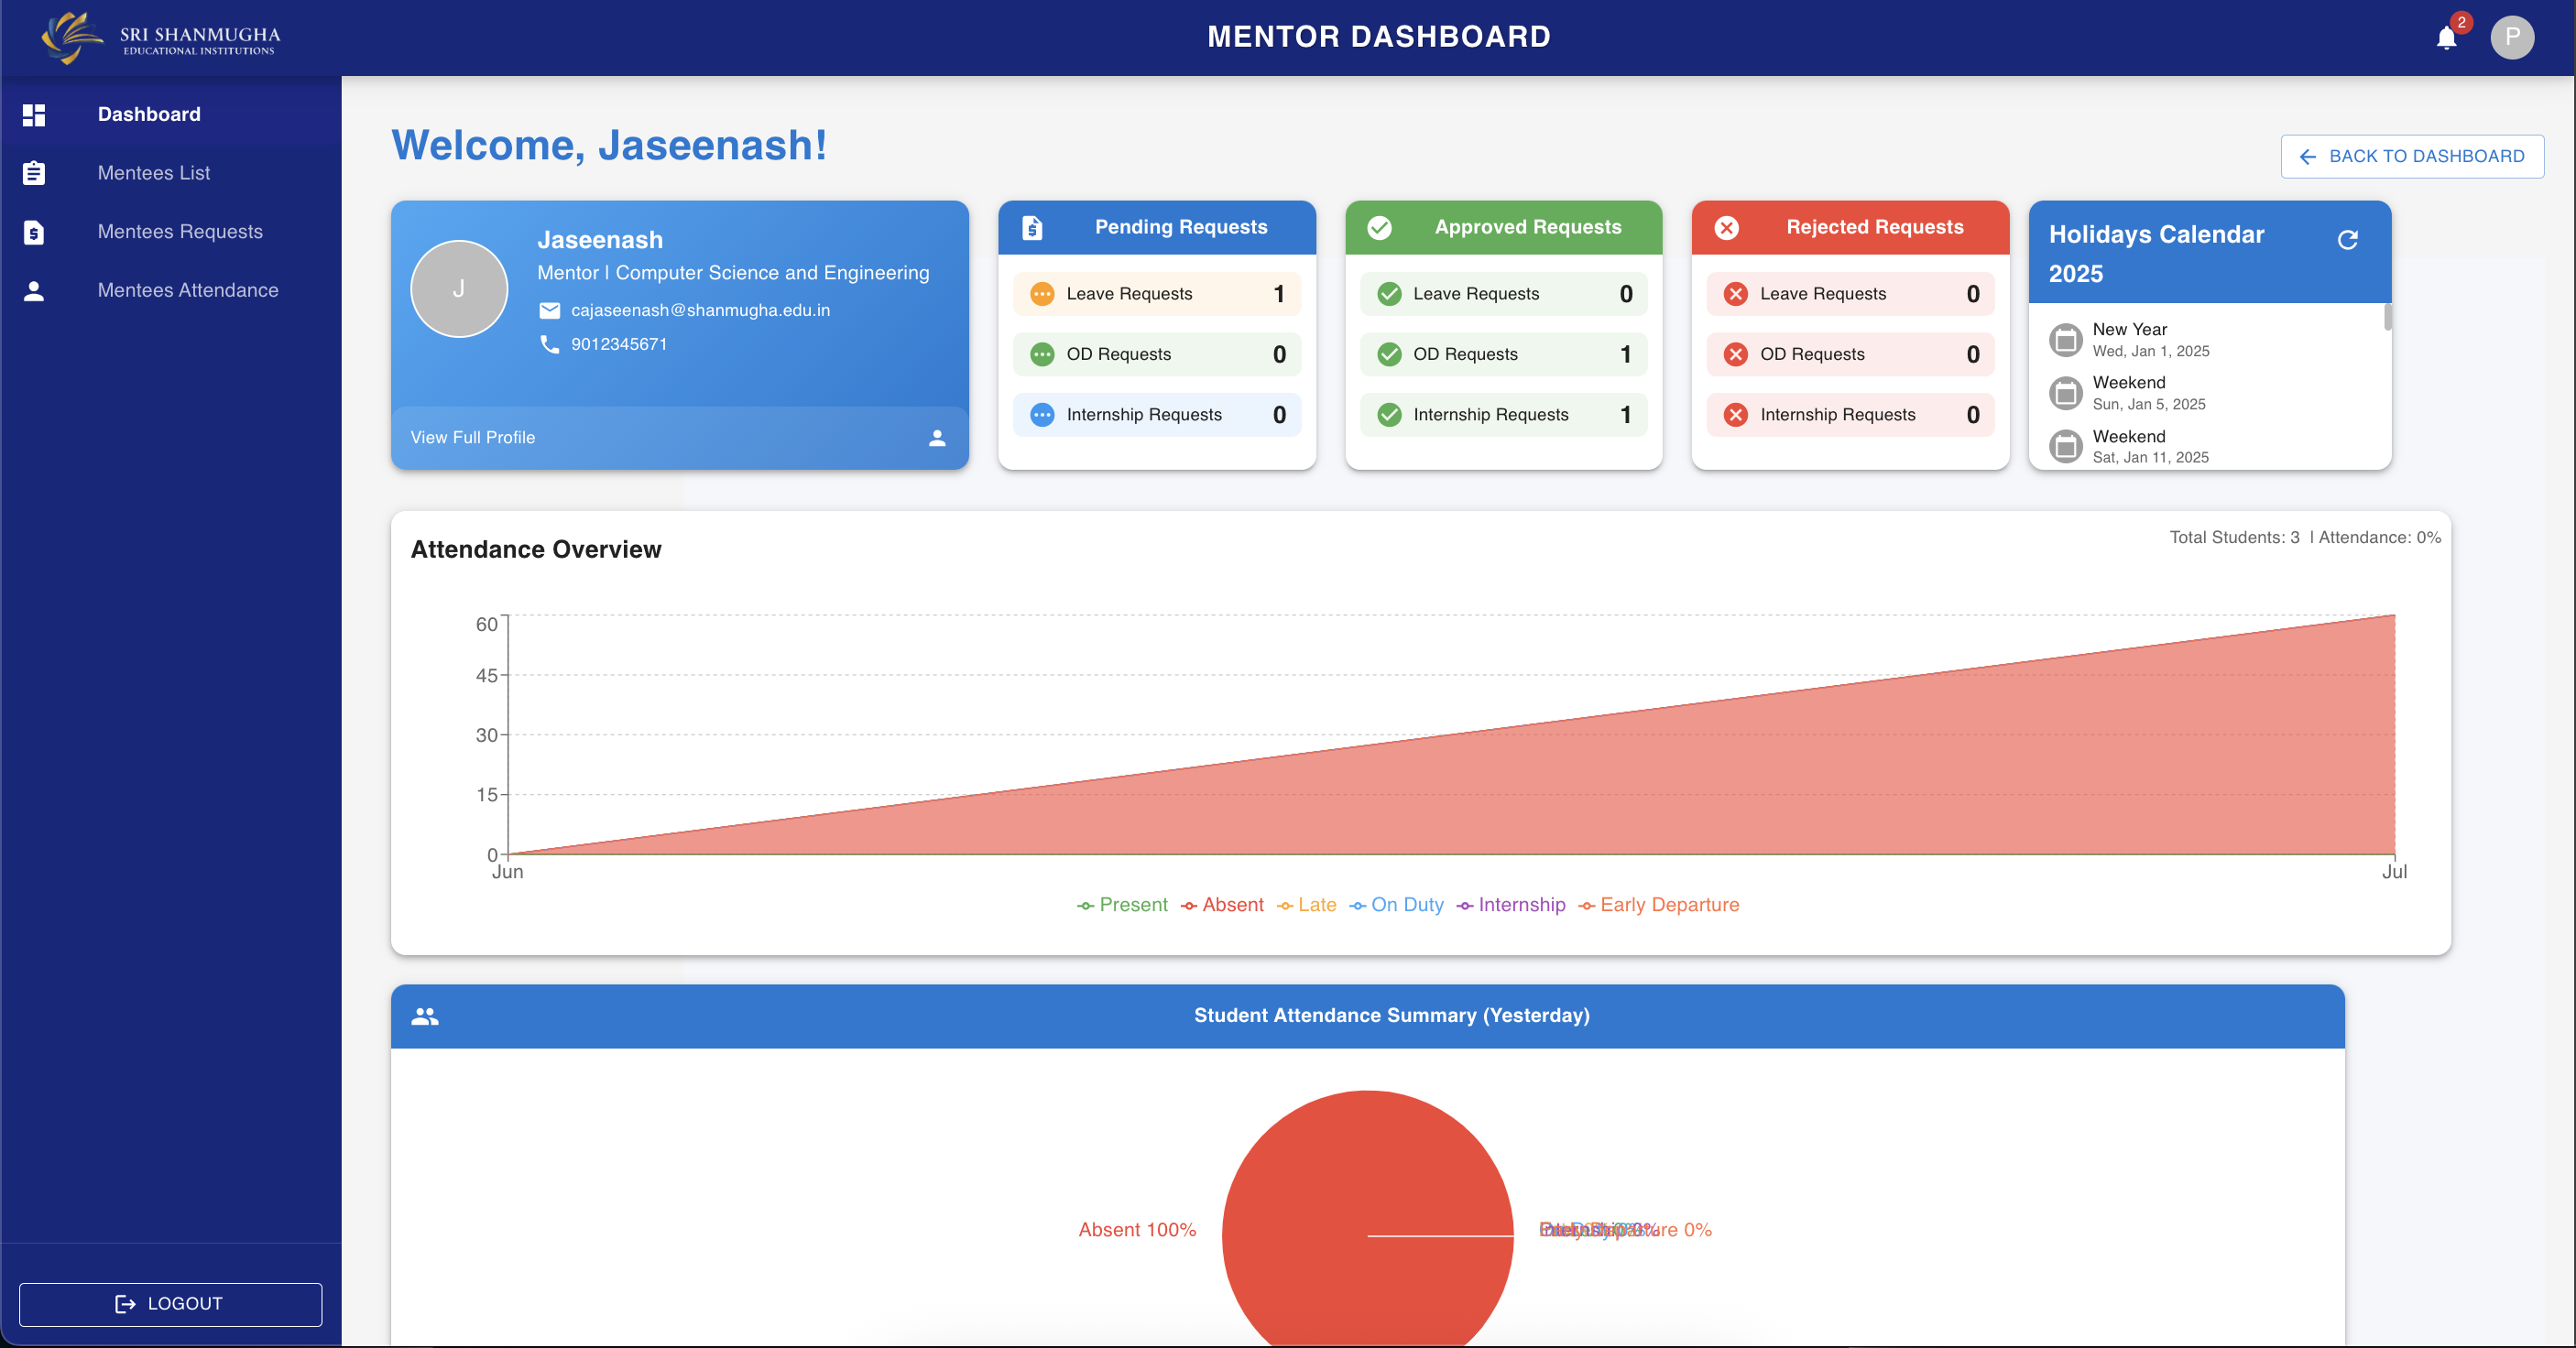 SRI SHANMUGHA
EDUCATIONAL INSTITUTIONS
MENTOR DASHBOARD
2
P
Dashboard
Mentees List
Mentees Requests
Mentees Attendance
LOGOUT
Welcome, Jaseenash!
BACK TO DASHBOARD
J
Jaseenash
Mentor | Computer Science and Engineering
cajaseenash@shanmugha.edu.in
9012345671
View Full Profile
Pending Requests
Leave Requests 1
OD Requests 0
Internship Requests 0
Approved Requests
Leave Requests 0
OD Requests 1
Internship Requests 1
Rejected Requests
Leave Requests 0
OD Requests 0
Internship Requests 0
Holidays Calendar
2025
New Year
Wed, Jan 1, 2025
Weekend
Sun, Jan 5, 2025
Weekend
Sat, Jan 11, 2025
Attendance Overview
Total Students: 3 | Attendance: 0%
60
45
30
15
0
Jun Jul
Present Absent Late On Duty Internship Early Departure
Student Attendance Summary (Yesterday)
Absent 100%
0%